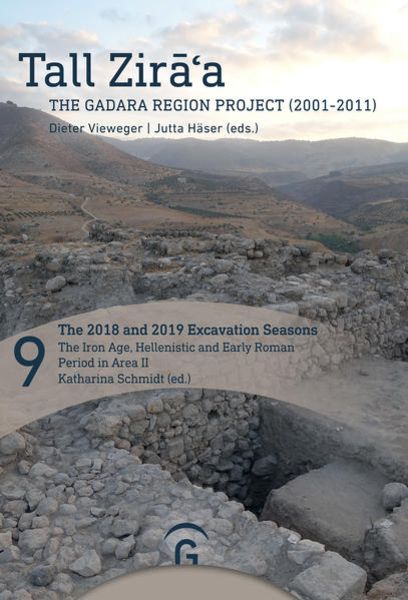 Tall Zirāʿa
THE GADARA REGION PROJECT (2001-2011)
Dieter Vieweger | Jutta Häser (eds.)
9
The 2018 and 2019 Excavation Seasons
The Iron Age, Hellenistic and Early Roman
Period in Area II
Katharina Schmidt (ed.)
G